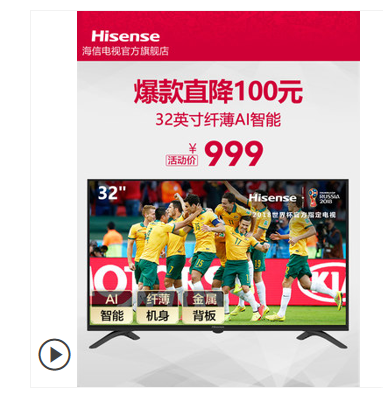 Hisense
海信电视官方旗舰店
爆款直降100元
32英寸纤薄AI智能
￥
活动价
999
32"
Hisense
RUSSIA
2018
2018世界杯官方指定电视
OTORO
KIA
AI 纤薄 金属
智能 机身 背板
Hisense